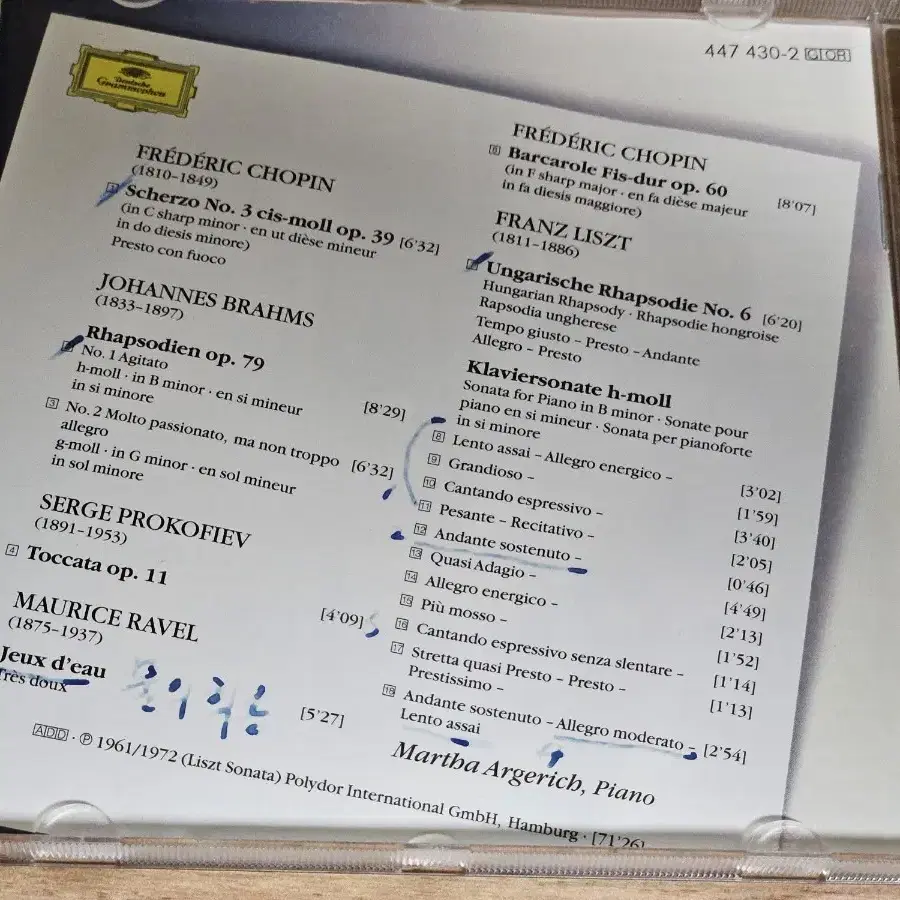 447 430-2 GIOR
Deutsche
Grammophon
FRÉDÉRIC CHOPIN
(1810–1849)
Scherzo No. 3 cis-moll op. 39 [6'32]
(in C sharp minor · en ut dièse mineur
in do diesis minore)
Presto con fuoco
JOHANNES BRAHMS
(1833–1897)
Rhapsodien op. 79
No. 1 Agitato
h-moll · in B minor · en si mineur
in si minore [8'29]
3 No. 2 Molto passionato, ma non troppo
allegro [6'32]
g-moll · in G minor · en sol mineur
in sol minore
SERGE PROKOFIEV
(1891–1953)
4 Toccata op. 11 [4'09]
MAURICE RAVEL
(1875–1937)
Jeux d'eau
Très doux [5'27]
FRÉDÉRIC CHOPIN
6 Barcarole Fis-dur op. 60
(in F sharp major · en fa dièse majeur
in fa diesis maggiore) [8'07]
FRANZ LISZT
(1811–1886)
Ungarische Rhapsodie No. 6 [6'20]
Hungarian Rhapsody · Rhapsodie hongroise
Rapsodia ungherese
Tempo giusto – Presto – Andante
Allegro – Presto
Klaviersonate h-moll
Sonata for Piano in B minor · Sonate pour
piano en si mineur · Sonata per pianoforte
in si minore
8 Lento assai – Allegro energico – [3'02]
9 Grandioso – [1'59]
10 Cantando espressivo – [3'40]
11 Pesante – Recitativo – [2'05]
12 Andante sostenuto – [0'46]
13 Quasi Adagio – [4'49]
14 Allegro energico – [2'13]
15 Più mosso – [1'52]
16 Cantando espressivo senza slentare – [1'14]
17 Stretta quasi Presto – Presto –
Prestissimo – [1'13]
18 Andante sostenuto – Allegro moderato – [2'54]
Lento assai
Martha Argerich, Piano
ADD · ℗ 1961/1972 (Liszt Sonata) Polydor International GmbH, Hamburg · [71'26]